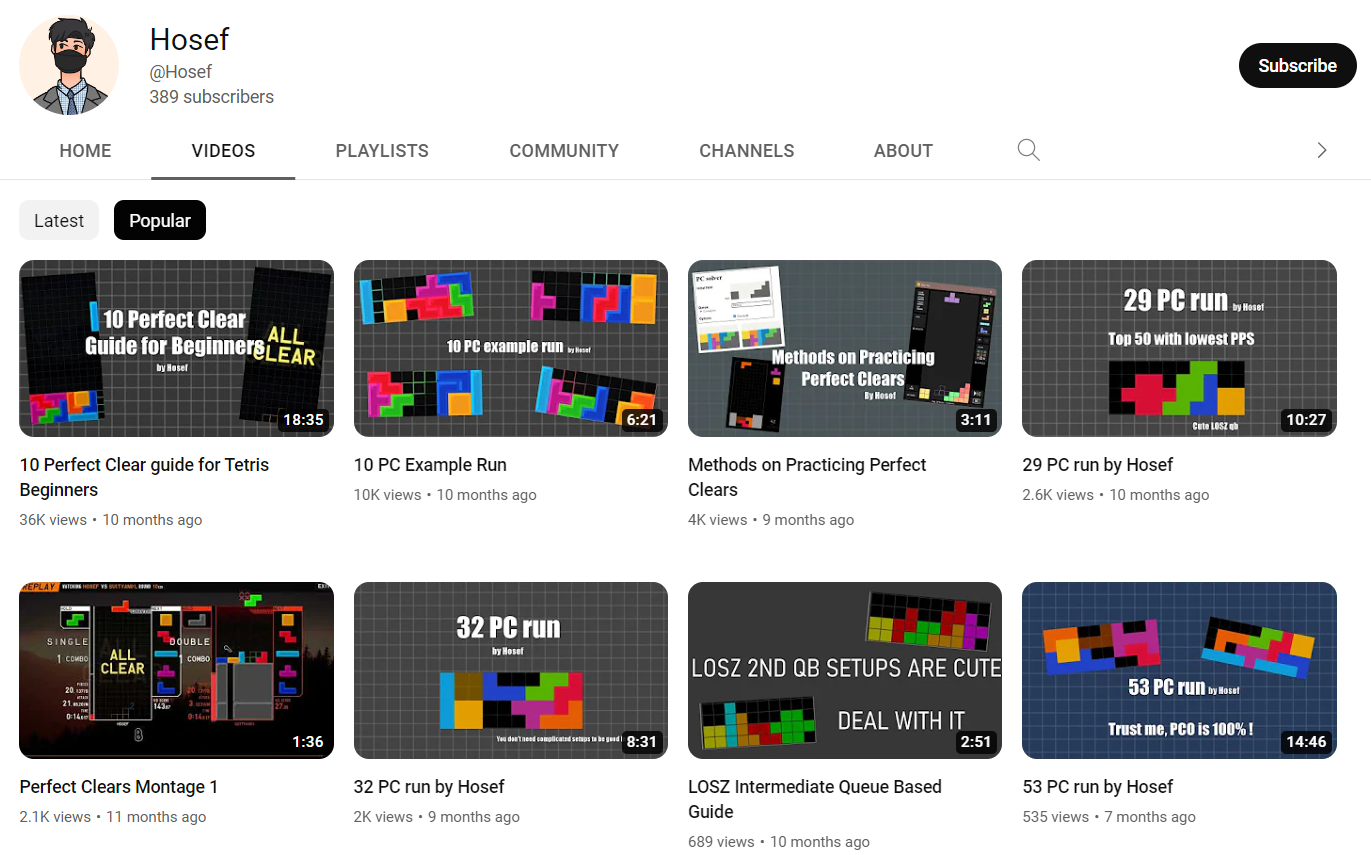 Hosef
@Hosef
389 subscribers
Subscribe
HOME
VIDEOS
PLAYLISTS
COMMUNITY
CHANNELS
ABOUT
Latest
Popular
10 Perfect Clear
Guide for Beginners
by Hosef
ALL
CLEAR
18:35
10 PC example run by Hosef
6:21
PC solver
Methods on Practicing
Perfect Clears
By Hosef
3:11
29 PC run by Hosef
Top 50 with lowest PPS
Cute LOSZ qb
10:27
10 Perfect Clear guide for Tetris
Beginners
36K views • 10 months ago
10 PC Example Run
10K views • 10 months ago
Methods on Practicing Perfect
Clears
4K views • 9 months ago
29 PC run by Hosef
2.6K views • 10 months ago
REPLAY
SINGLE
1 COMBO
ALL
CLEAR
DOUBLE
1 COMBO
1:36
32 PC run
by Hosef
You don't need complicated setups to be good
8:31
LOSZ 2ND QB SETUPS ARE CUTE
DEAL WITH IT
2:51
53 PC run by Hosef
Trust me, PCO is 100% !
14:46
Perfect Clears Montage 1
2.1K views • 11 months ago
32 PC run by Hosef
2K views • 9 months ago
LOSZ Intermediate Queue Based
Guide
689 views • 10 months ago
53 PC run by Hosef
535 views • 7 months ago